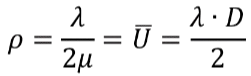 ρ = λ / 2μ = U̅ = λ · D / 2